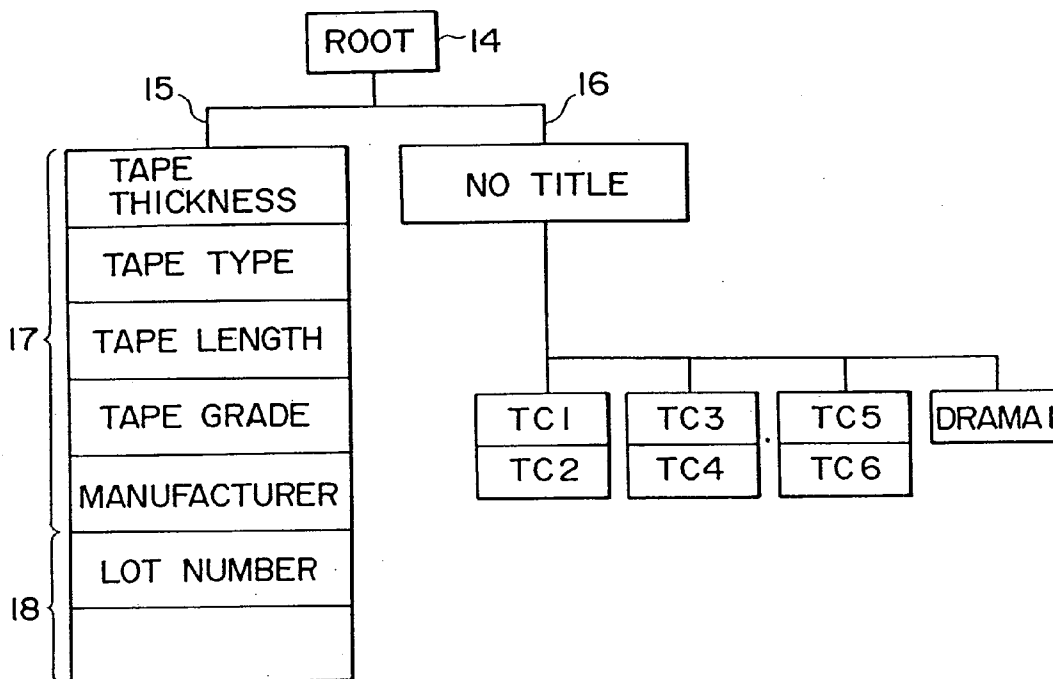 ROOT
14
15
16
TAPE
THICKNESS
NO TITLE
TAPE TYPE
17
TAPE LENGTH
TAPE GRADE
TC1
TC3
TC5
DRAMA
TC2
TC4
TC6
MANUFACTURER
LOT NUMBER
18